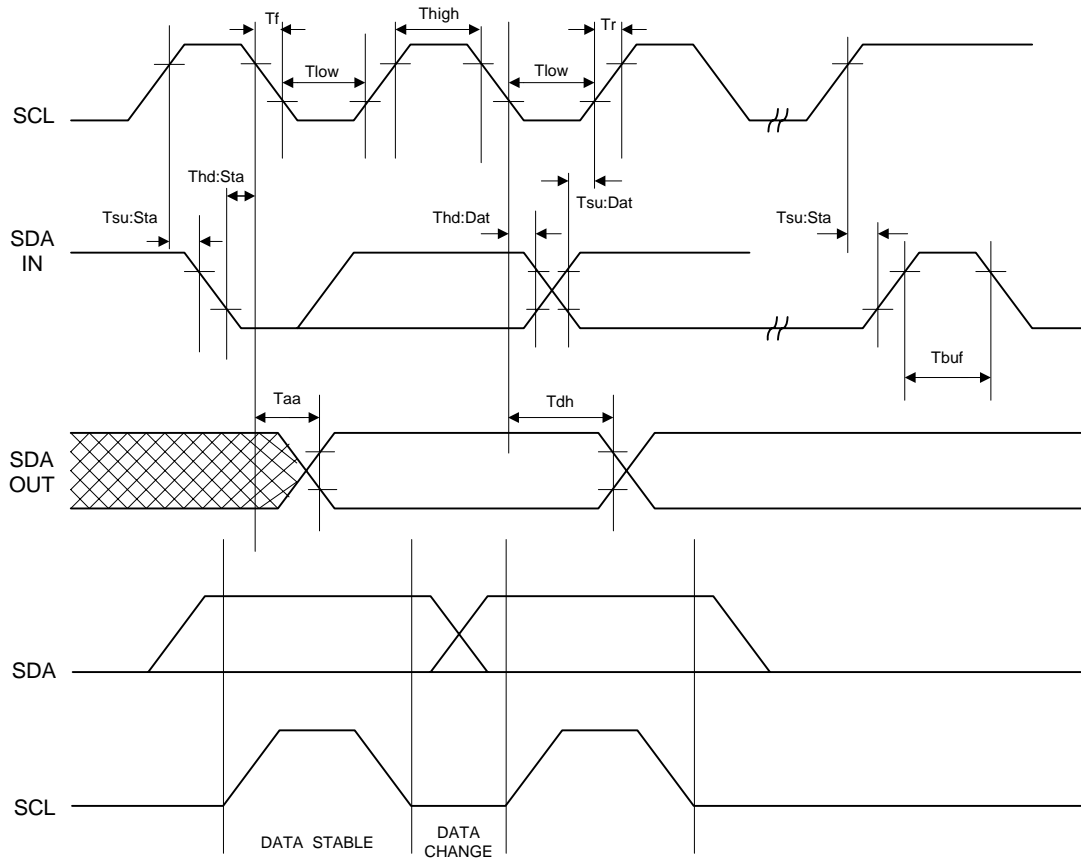 Tf
Thigh
Tr
Tlow
Tlow
SCL
Thd:Sta
Tsu:Sta
Thd:Dat
Tsu:Dat
Tsu:Sta
SDA
IN
Tbuf
Taa
Tdh
SDA
OUT
SDA
SCL
DATA STABLE
DATA
CHANGE